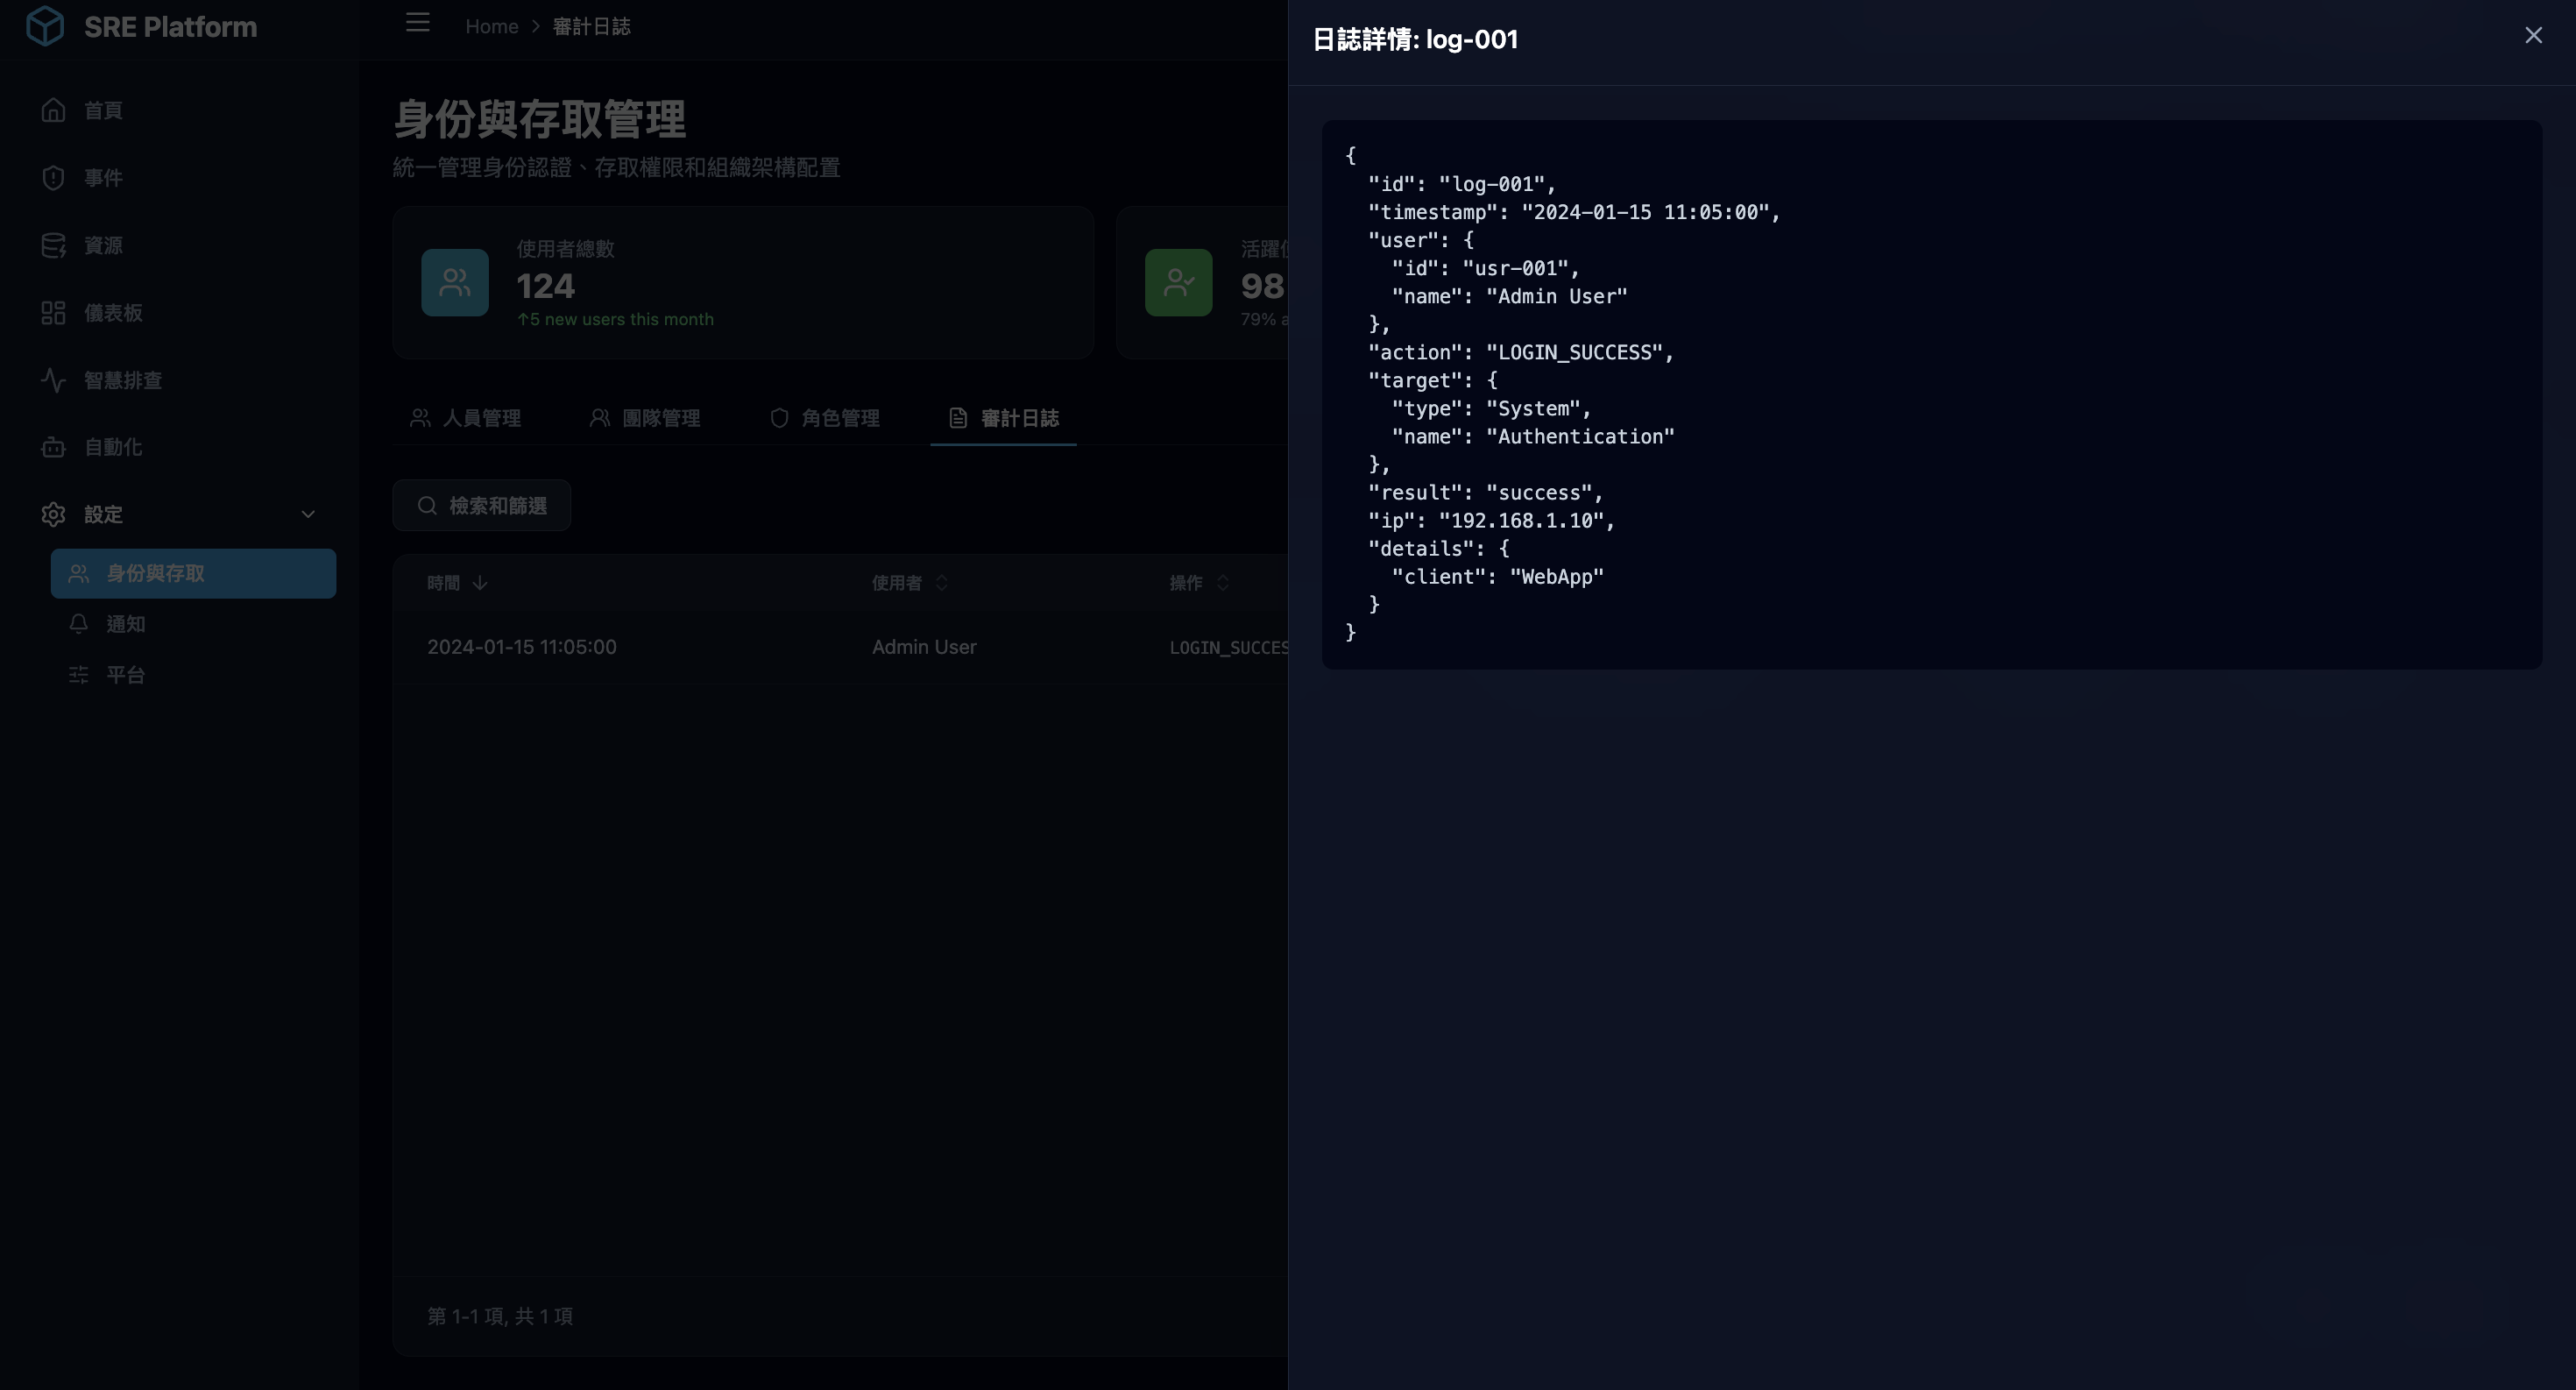 SRE Platform
首頁
事件
資源
儀表板
智慧排查
自動化
設定
身份與存取
通知
平台
Home > 審計日誌
身份與存取管理
統一管理身份認證、存取權限和組織架構配置
使用者總數
124
↑5 new users this month
98
79%
人員管理
團隊管理
角色管理
審計日誌
檢索和篩選
時間 使用者 操作
2024-01-15 11:05:00 Admin User
第 1-1 項, 共 1 項
日誌詳情: log-001
{
"id": "log-001",
"timestamp": "2024-01-15 11:05:00",
"user": {
"id": "usr-001",
"name": "Admin User"
},
"action": "LOGIN_SUCCESS",
"target": {
"type": "System",
"name": "Authentication"
},
"result": "success",
"ip": "192.168.1.10",
"details": {
"client": "WebApp"
}
}